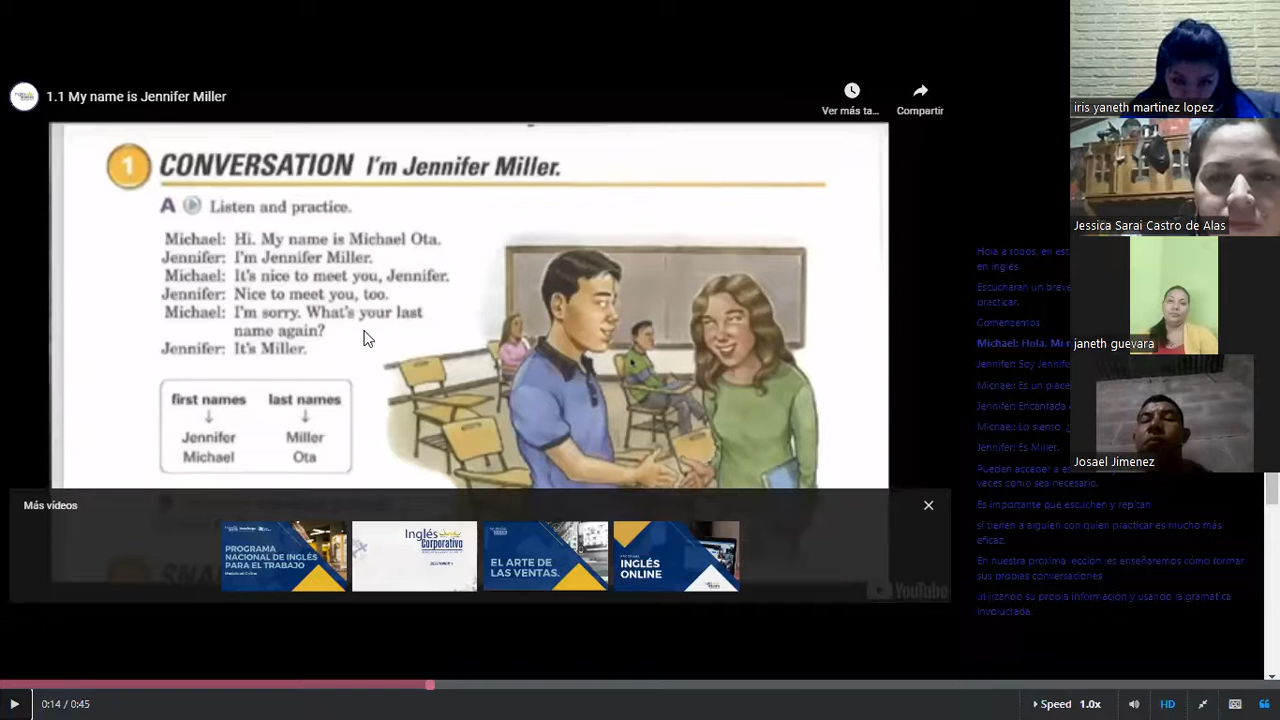 1.1 My name is Jennifer Miller
Ver más ta...
Compartir
1 CONVERSATION I'm Jennifer Miller.
A Listen and practice.
Michael: Hi. My name is Michael Ota.
Jennifer: I'm Jennifer Miller.
Michael: It's nice to meet you, Jennifer.
Jennifer: Nice to meet you, too.
Michael: I'm sorry. What's your last
name again?
Jennifer: It's Miller.
first names last names
Jennifer Miller
Michael Ota
Más vídeos
PROGRAMA
NACIONAL DE INGLÉS
PARA EL TRABAJO
Inglés
Corporativo
EL ARTE DE
LAS VENTAS.
INGLÉS
ONLINE
YouTube
iris yaneth martinez lopez
Jessica Sarai Castro de Alas
janeth guevara
Josael Jimenez
Hola a todos, en
en inglés
Escucharan un breve
practicar.
Comenzemos
Michael: Hola. Mi
Jennifer: Soy Jennifer
Michael: Es un place
Jennifer: Encantada
Michael: Lo siento
Jennifer: Es Miller.
Pueden acceder a
veces como sea necesario.
Es importante que escuchen y repitan
si tienen a alguien con quien practicar es mucho más
eficaz.
En nuestra proxima leccion les enseñaremos como formar
sus propias conversaciones
utilizando su propia información y usando la gramatica
involucrada.
0:14 / 0:45
Speed 1.0x
HD